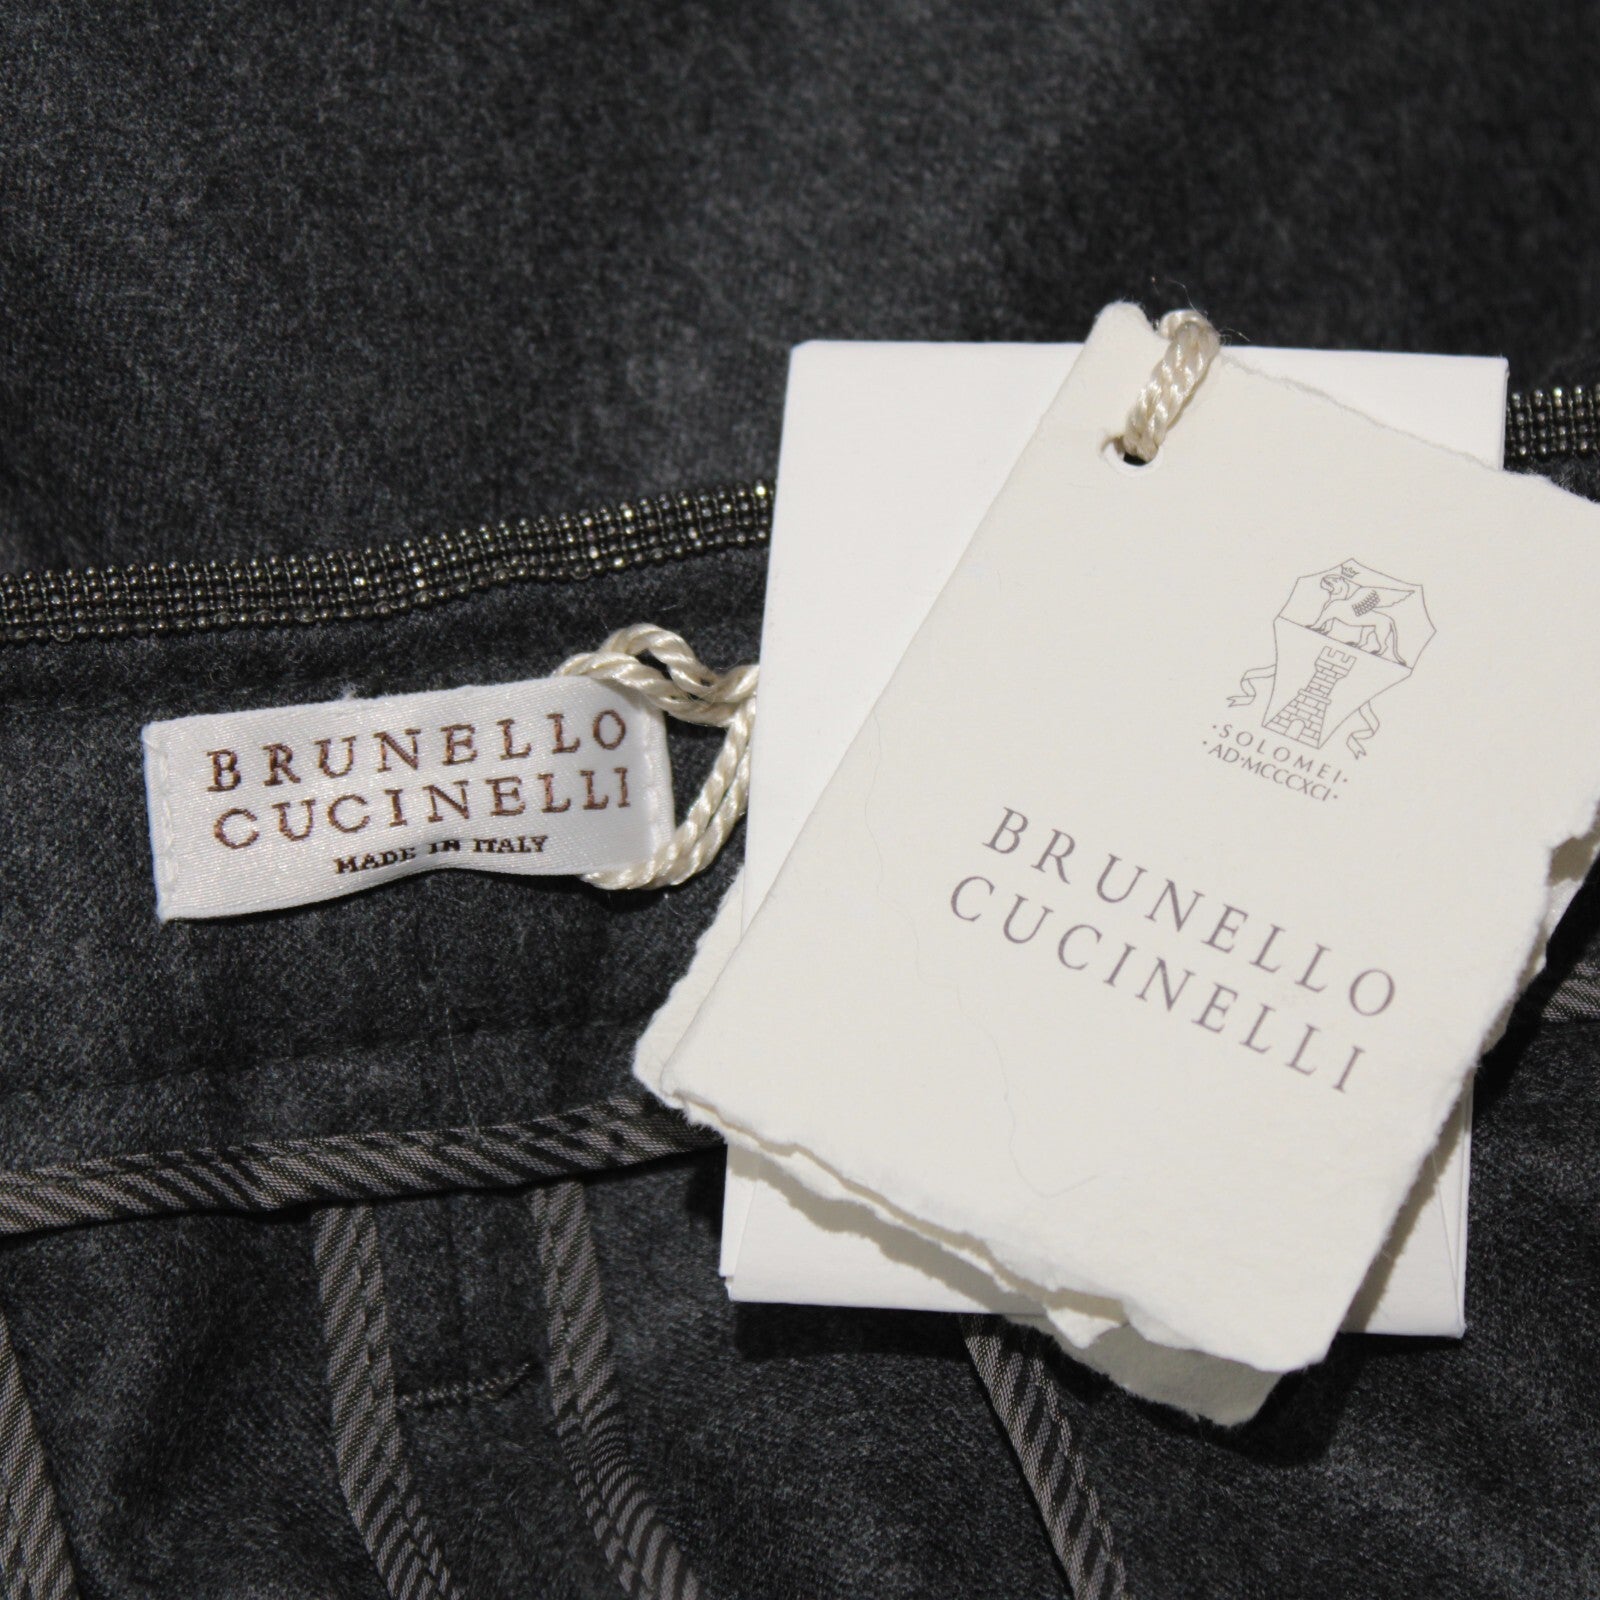 BRUNELLO
CUCINELLI
MADE IN ITALY
·SOLOMEI·
·AD·MCCCXCI·
BRUNELLO
CUCINELLI